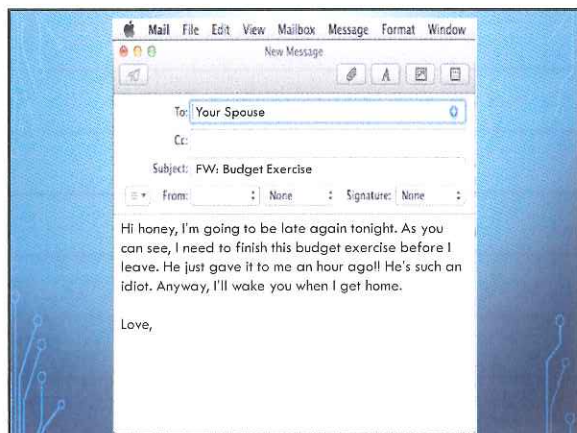 Mail File Edit View Mailbox Message Format Window
New Message
To: Your Spouse
Cc:
Subject: FW: Budget Exercise
From: None Signature: None
Hi honey, I'm going to be late again tonight. As you
can see, I need to finish this budget exercise before I
leave. He just gave it to me an hour ago!! He's such an
idiot. Anyway, I'll wake you when I get home.
Love,